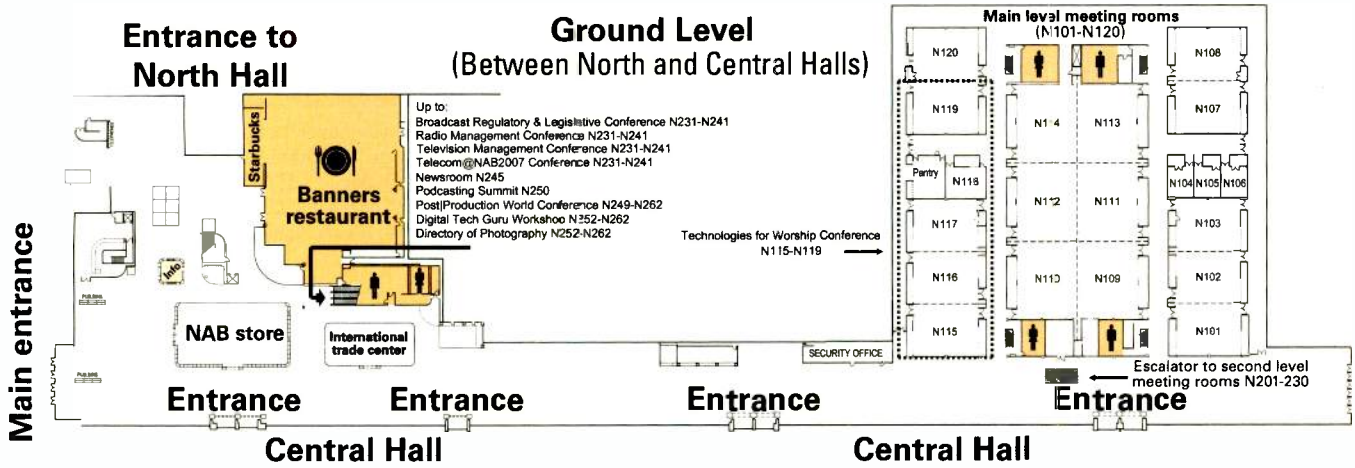 Entrance to
North Hall
Ground Level
(Between North and Central Halls)
Main level meeting rooms
(N101-N120)
Starbucks
Banners
restaurant
Up to:
Broadcast Regulatory & Legislative Conference N231-N241
Radio Management Conference N231-N241
Television Management Conference N231-N241
Telecom@NAB2007 Conference N231-N241
Newsroom N245
Podcasting Summit N250
Post|Production World Conference N249-N262
Digital Tech Guru Workshop N252-N262
Directory of Photography N252-N262
Technologies for Worship Conference
N115-N119
N120
N119
Pantry
N118
N117
N116
N115
N114
N113
N112
N111
N110
N109
N108
N107
N104
N105
N106
N103
N102
N101
Main entrance
Info
NAB store
International
trade center
SECURITY OFFICE
Escalator to second level
meeting rooms N201-230
Entrance
Entrance
Entrance
Entrance
Central Hall
Central Hall